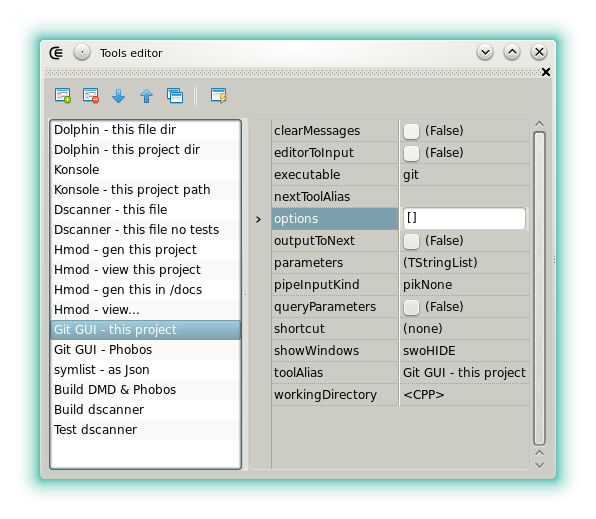 Tools editor
Dolphin - this file dir
Dolphin - this project dir
Konsole
Konsole - this project path
Dscanner - this file
Dscanner - this file no tests
Hmod - gen this project
Hmod - view this project
Hmod - gen this in /docs
Hmod - view...
Git GUI - this project
Git GUI - Phobos
symlist - as Json
Build DMD & Phobos
Build dscanner
Test dscanner
clearMessages (False)
editorToInput (False)
executable git
nextToolAlias
options []
outputToNext (False)
parameters (TStringList)
pipeInputKind pikNone
queryParameters (False)
shortcut (none)
showWindows swoHIDE
toolAlias Git GUI - this project
workingDirectory <CPP>